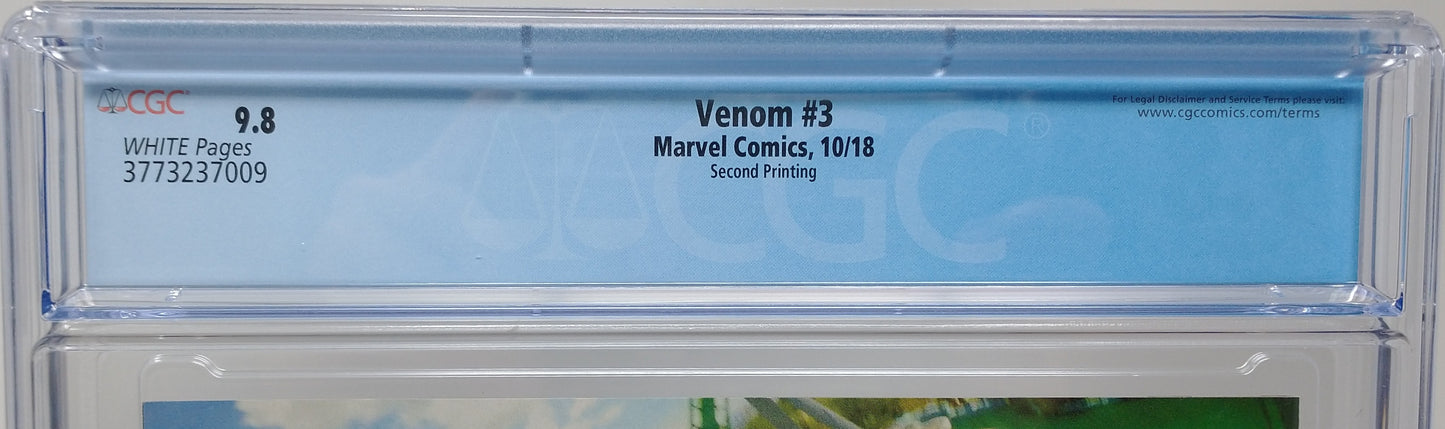 CGC
9.8
WHITE Pages
3773237009
Venom #3
Marvel Comics, 10/18
Second Printing
For Legal Disclaimer and Service Terms please visit:
www.cgccomics.com/terms
CGC®